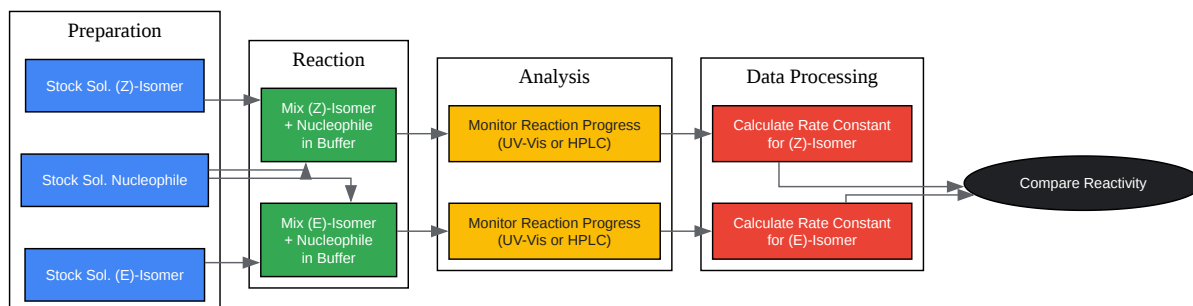 Preparation
Stock Sol. (Z)-Isomer
Stock Sol. Nucleophile
Stock Sol. (E)-Isomer
Reaction
Mix (Z)-Isomer
+ Nucleophile
in Buffer
Mix (E)-Isomer
+ Nucleophile
in Buffer
Analysis
Monitor Reaction Progress
(UV-Vis or HPLC)
Monitor Reaction Progress
(UV-Vis or HPLC)
Data Processing
Calculate Rate Constant
for (Z)-Isomer
Calculate Rate Constant
for (E)-Isomer
Compare Reactivity